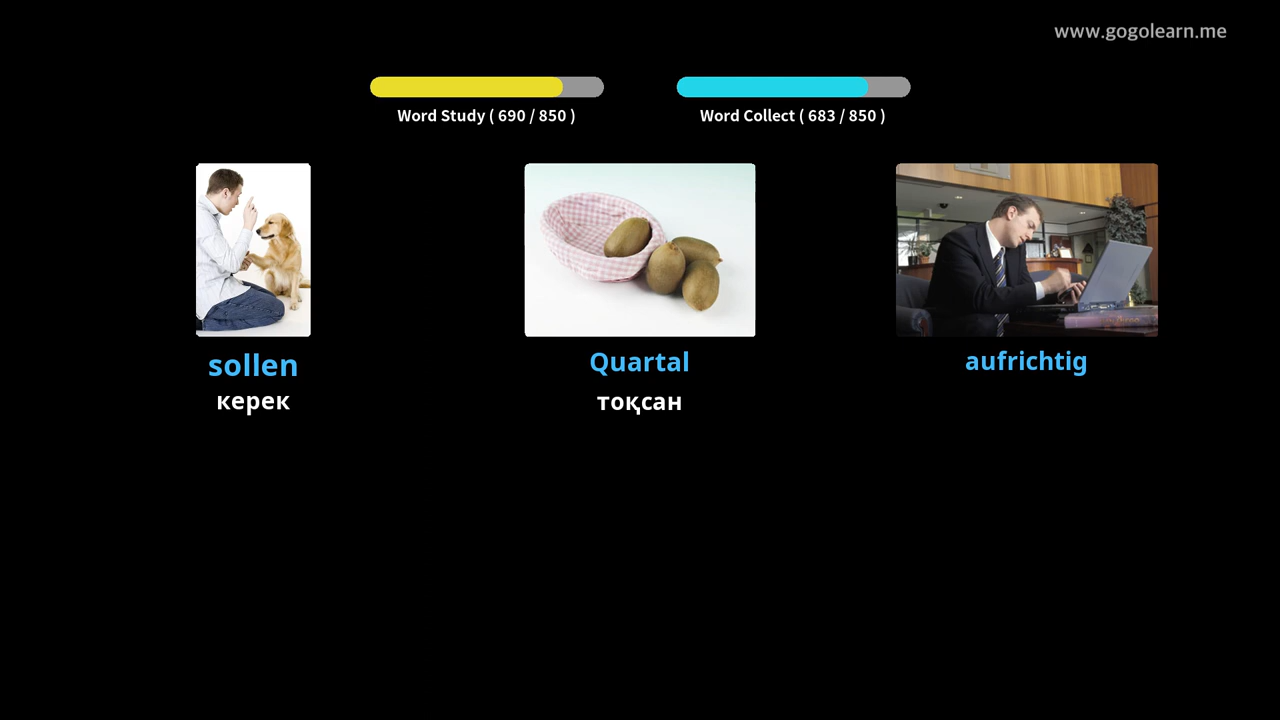 www.gogolearn.me
Word Study ( 690 / 850 )
Word Collect ( 683 / 850 )
sollen
керек
Quartal
тоқсан
aufrichtig